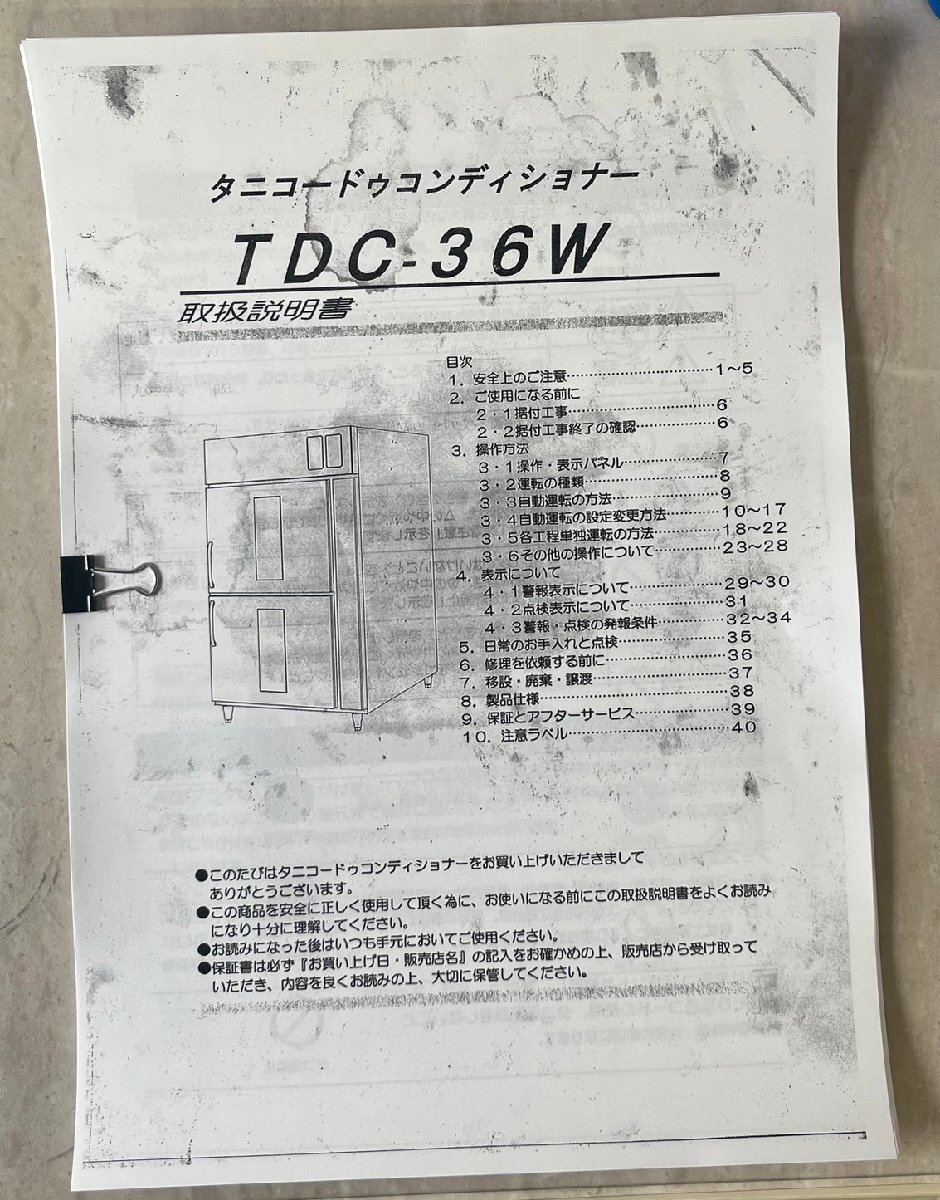 タニコードゥコンディショナー
TDC-36W
取扱説明書
目次
1．安全上のご注意………………………1～5
2．ご使用になる前に
2・1据付工事………………………6
2・2据付工事終了の確認……………6
3．操作方法
3・1操作・表示パネル………………7
3・2運転の種類………………………8
3・3自動運転の方法…………………9
3・4自動運転の設定変更方法………10～17
3・5各工程単独運転の方法…………18～22
3・6その他の操作について…………23～28
4．表示について
4・1警報表示について………………29～30
4・2点検表示について………………31
4・3警報・点検の発報条件…………32～34
5．日常のお手入れと点検………………35
6．修理を依頼する前に…………………36
7．移設・廃棄・譲渡……………………37
8．製品仕様………………………………38
9．保証とアフターサービス……………39
10．注意ラベル…………………………40
●このたびはタニコードゥコンディショナーをお買い上げいただきまして
ありがとうございます。
●この商品を安全に正しく使用して頂く為に、お使いになる前にこの取扱説明書をよくお読み
になり十分に理解してください。
●お読みになった後はいつも手元においてご使用ください。
●保証書は必ず『お買い上げ日・販売店名』の記入をお確かめの上、販売店から受け取って
いただき、内容を良くお読みの上、大切に保管してください。